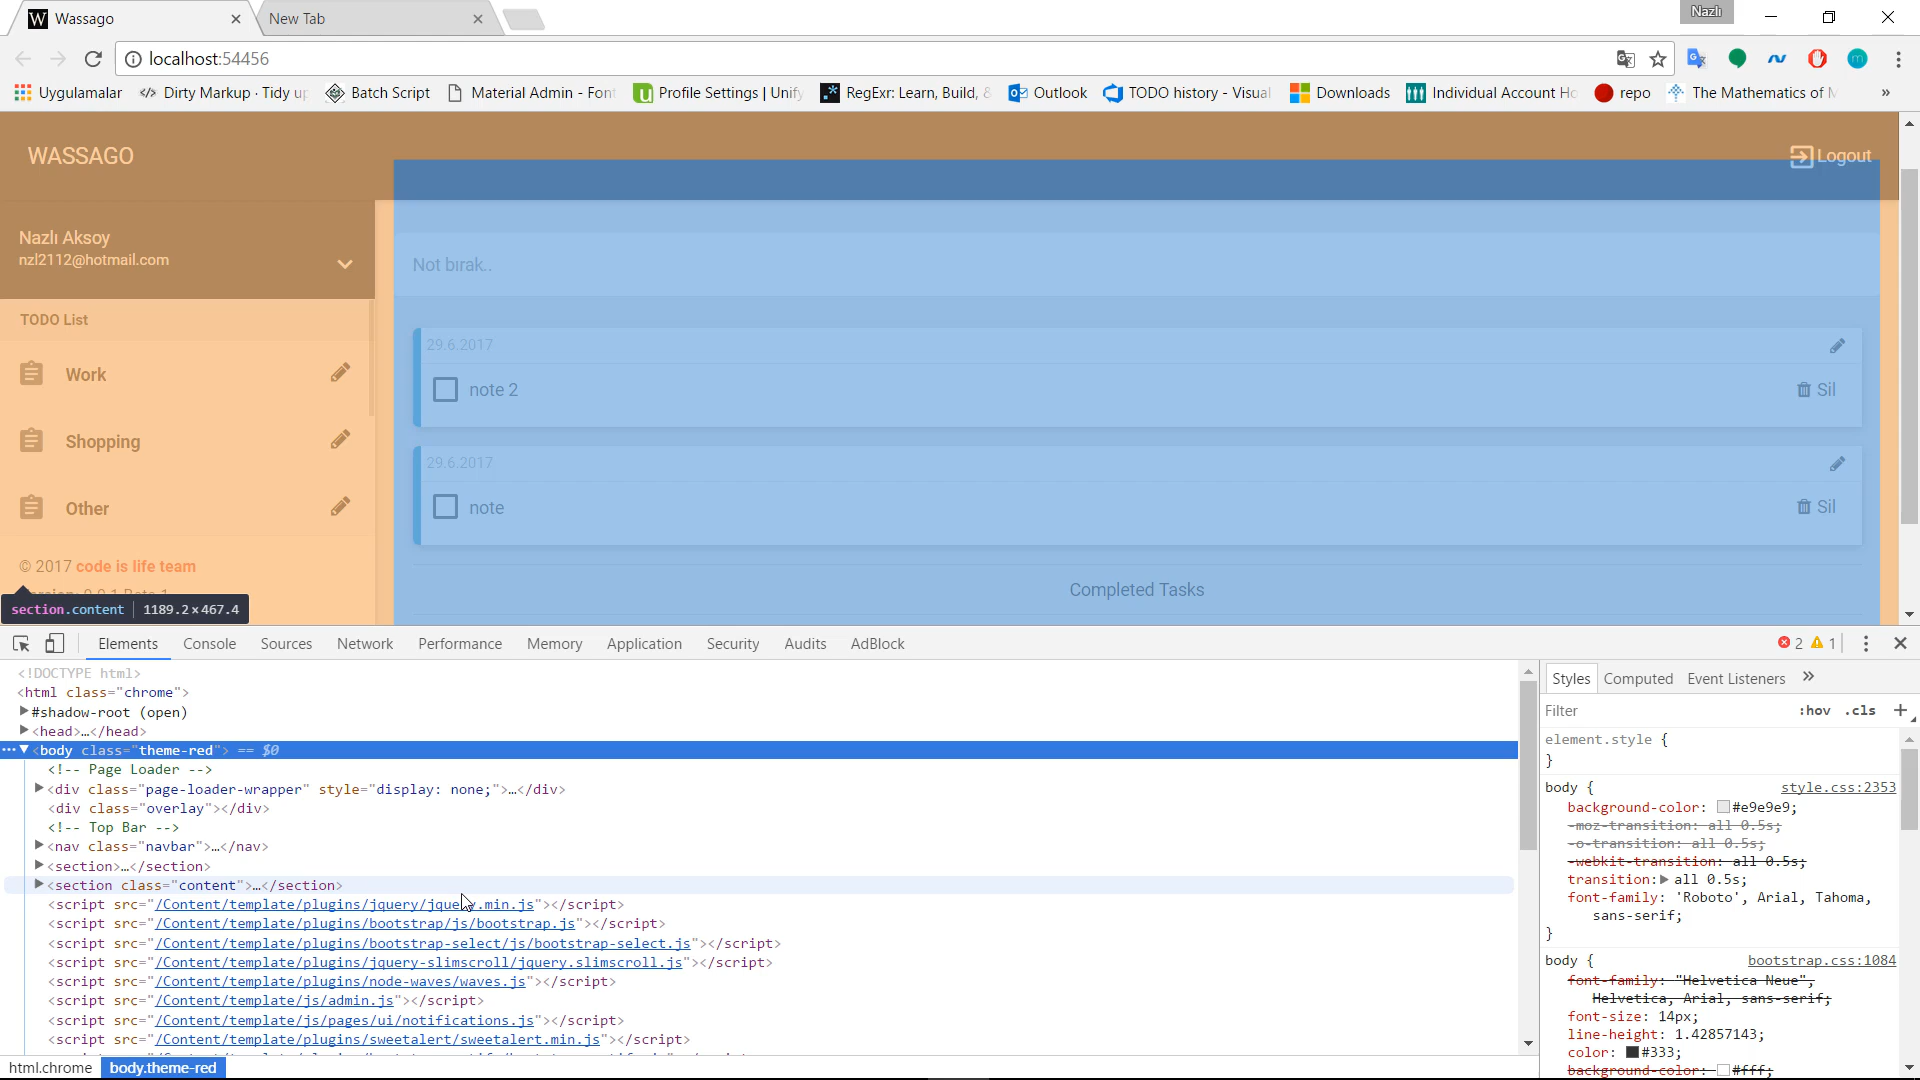 Wassago
New Tab
Nazlı
localhost:54456
Uygulamalar
</> Dirty Markup · Tidy up
Batch Script
Material Admin - Font
Profile Settings | Unify
RegExr: Learn, Build, &
Outlook
TODO history - Visual
Downloads
Individual Account Ho
repo
The Mathematics of M
»
WASSAGO
Logout
Nazlı Aksoy
nzl2112@hotmail.com
TODO List
Work
Shopping
Other
© 2017 code is life team
section.content | 1189.2×467.4
Not bırak..
29.6.2017
note 2
Sil
29.6.2017
note
Sil
Completed Tasks
Elements Console Sources Network Performance Memory Application Security Audits AdBlock
2 1
<!DOCTYPE html>
<html class="chrome">
#shadow-root (open)
<head>…</head>
<body class="theme-red"> == $0
<!-- Page Loader -->
<div class="page-loader-wrapper" style="display: none;">…</div>
<div class="overlay"></div>
<!-- Top Bar -->
<nav class="navbar">…</nav>
<section>…</section>
<section class="content">…</section>
<script src="/Content/template/plugins/jquery/jquery.min.js"></script>
<script src="/Content/template/plugins/bootstrap/js/bootstrap.js"></script>
<script src="/Content/template/plugins/bootstrap-select/js/bootstrap-select.js"></script>
<script src="/Content/template/plugins/jquery-slimscroll/jquery.slimscroll.js"></script>
<script src="/Content/template/plugins/node-waves/waves.js"></script>
<script src="/Content/template/js/admin.js"></script>
<script src="/Content/template/js/pages/ui/notifications.js"></script>
<script src="/Content/template/plugins/sweetalert/sweetalert.min.js"></script>
html.chrome body.theme-red
Styles Computed Event Listeners »
Filter :hov .cls +
element.style {
}
body { style.css:2353
background-color: #e9e9e9;
-moz-transition: all 0.5s;
-o-transition: all 0.5s;
-webkit-transition: all 0.5s;
transition: all 0.5s;
font-family: 'Roboto', Arial, Tahoma,
sans-serif;
}
body { bootstrap.css:1084
font-family: "Helvetica Neue",
Helvetica, Arial, sans-serif;
font-size: 14px;
line-height: 1.42857143;
color: #333;
background-color: #fff;